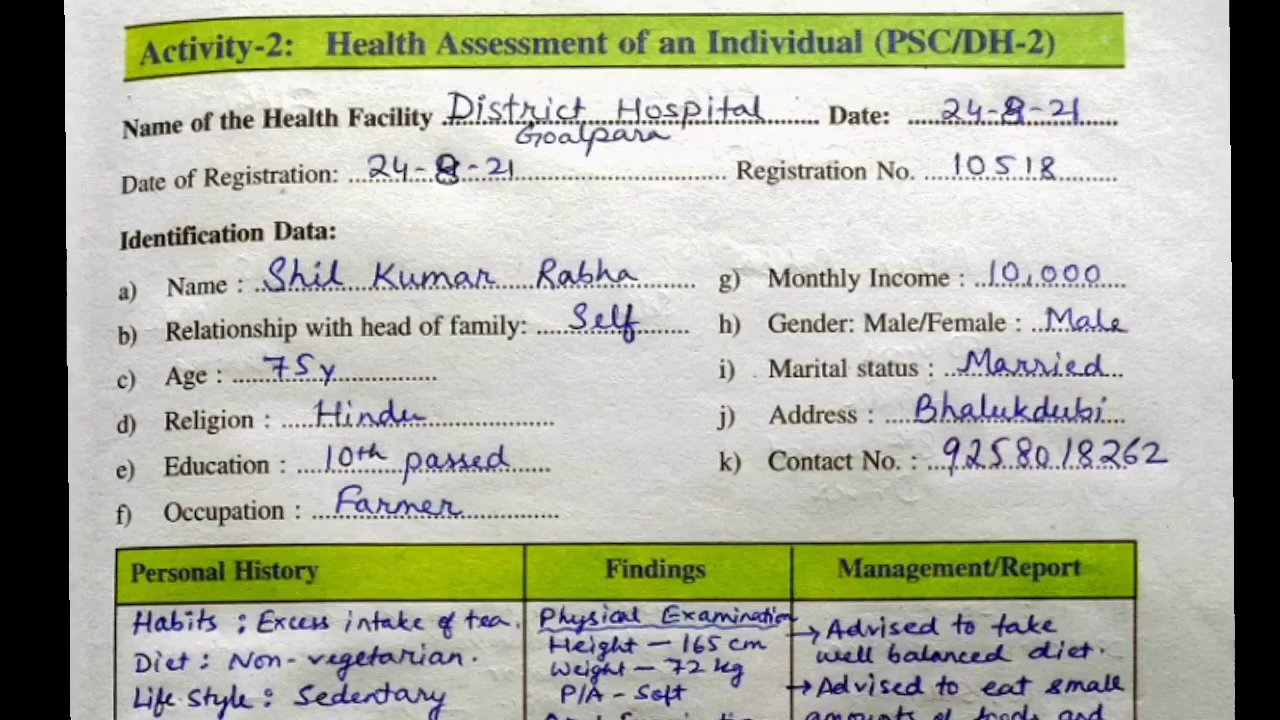 Activity-2: Health Assessment of an Individual (PSC/DH-2)
Name of the Health Facility District Hospital Date: 24-8-21
Goalpara
Date of Registration: 24-8-21 Registration No. 10518
Identification Data:
a) Name : Shil Kumar Rabha
b) Relationship with head of family: Self
c) Age : 75y
d) Religion : Hindu
e) Education : 10th passed
f) Occupation : Farmer
g) Monthly Income : 10,000
h) Gender: Male/Female : Male
i) Marital status : Married
j) Address : Bhalukdubi
k) Contact No. : 9258018262
Personal History
Habits : Excess intake of tea.
Diet : Non-vegetarian.
Life Style : Sedentary
Findings
Physical Examination
Height - 165 cm
Weight - 72 kg
P/A - Soft
Management/Report
→ Advised to take
well balanced diet.
→ Advised to eat small
amounts of foods and